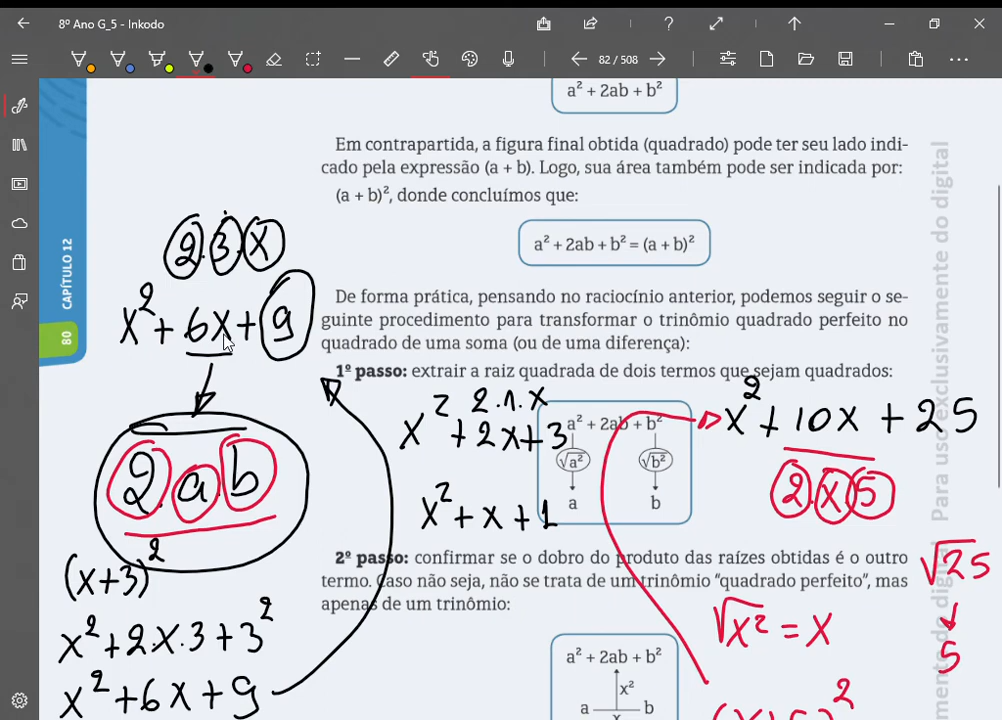 8º Ano G_5 - Inkodo
82 / 508
a² + 2ab + b²
Em contrapartida, a figura final obtida (quadrado) pode ter seu lado indi-
cado pela expressão (a + b). Logo, sua área também pode ser indicada por:
(a + b)², donde concluímos que:
a² + 2ab + b² = (a + b)²
De forma prática, pensando no raciocínio anterior, podemos seguir o se-
guinte procedimento para transformar o trinômio quadrado perfeito no
quadrado de uma soma (ou de uma diferença):
1º passo: extrair a raiz quadrada de dois termos que sejam quadrados:
a² + 2ab + b²
√a² √b²
a b
2º passo: confirmar se o dobro do produto das raízes obtidas é o outro
termo. Caso não seja, não se trata de um trinômio “quadrado perfeito”, mas
apenas de um trinômio:
a² + 2ab + b²
x²
a b
x
CAPÍTULO 12
80
Para uso exclusivamente do digital
2.3.x
x² + 6x + 9
2.a.b
(x+3)²
x² + 2.x.3 + 3²
x² + 6x + 9
2.1.x
x² + 2x + 3
x² + x + 1
x² + 10x + 25
2.x.5
√25
5
√x² = x
(x+5)²